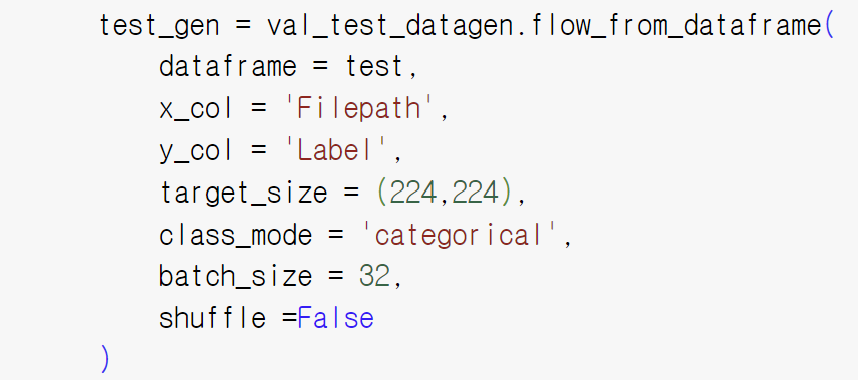 test_gen = val_test_datagen.flow_from_dataframe(
    dataframe = test,
    x_col = 'Filepath',
    y_col = 'Label',
    target_size = (224,224),
    class_mode = 'categorical',
    batch_size = 32,
    shuffle =False
)